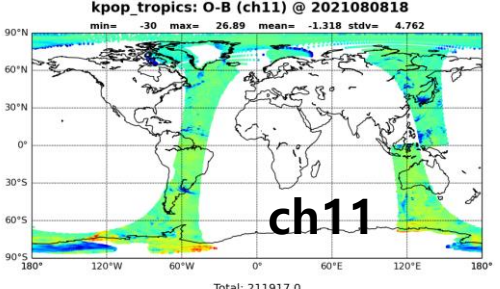 kpop_tropics: O-B (ch11) @ 2021080818
min= -30 max= 26.89 mean= -1.318 stdv= 4.762
90°N
60°N
30°N
0°
30°S
60°S
90°S
ch11
180° 120°W 60°W 0° 60°E 120°E 180°
Total: 211917.0